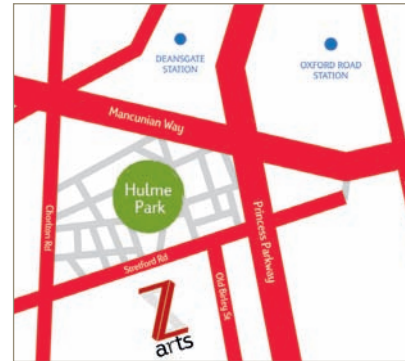 DEANSGATE
STATION
OXFORD ROAD
STATION
Mancunian Way
Hulme
Park
Chorlton Rd
Princess Parkway
Stretford Rd
Old Birley St
Z
arts